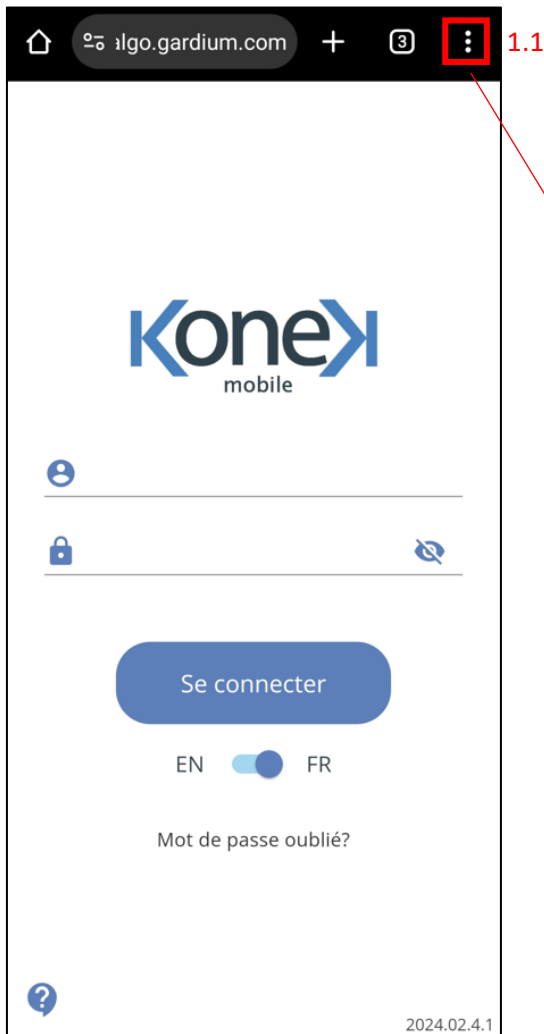 algo.gardium.com
3
1.1
Konek
mobile
Se connecter
EN FR
Mot de passe oublié?
2024.02.4.1